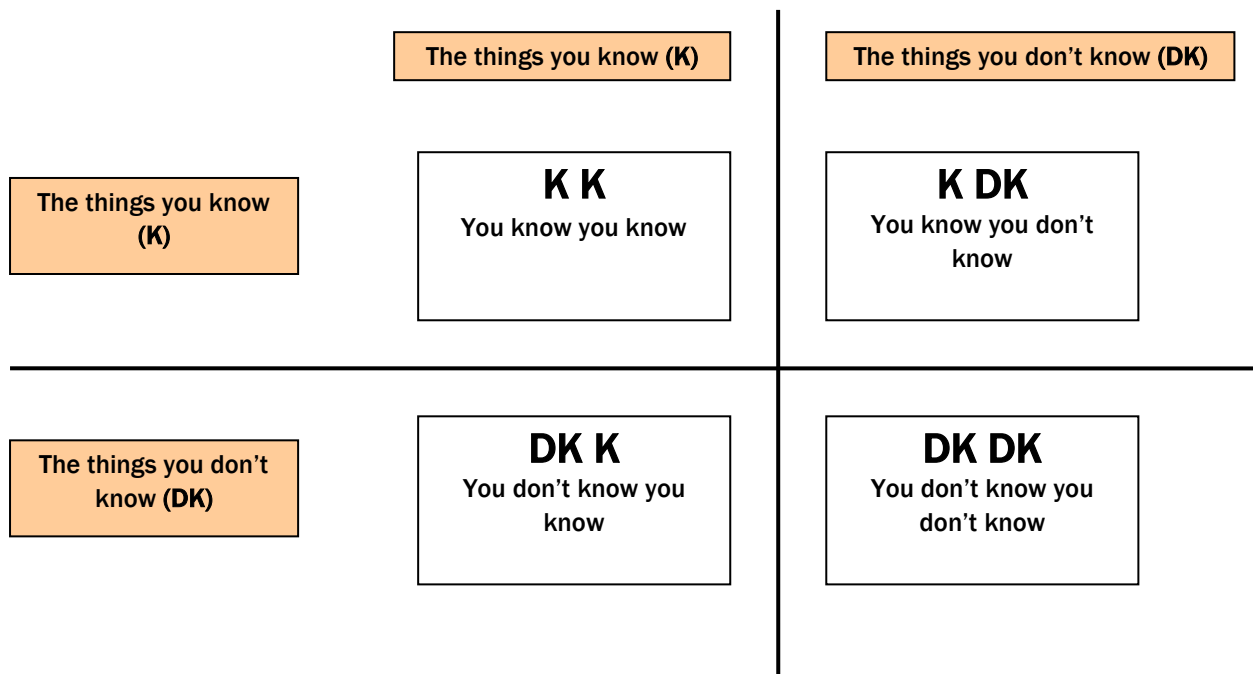 The things you know (K)
The things you don't know (DK)
The things you know
(K)
K K
You know you know
K DK
You know you don't
know
The things you don’t
know (DK)
DK K
You don’t know you
know
DK DK
You don’t know you
don’t know